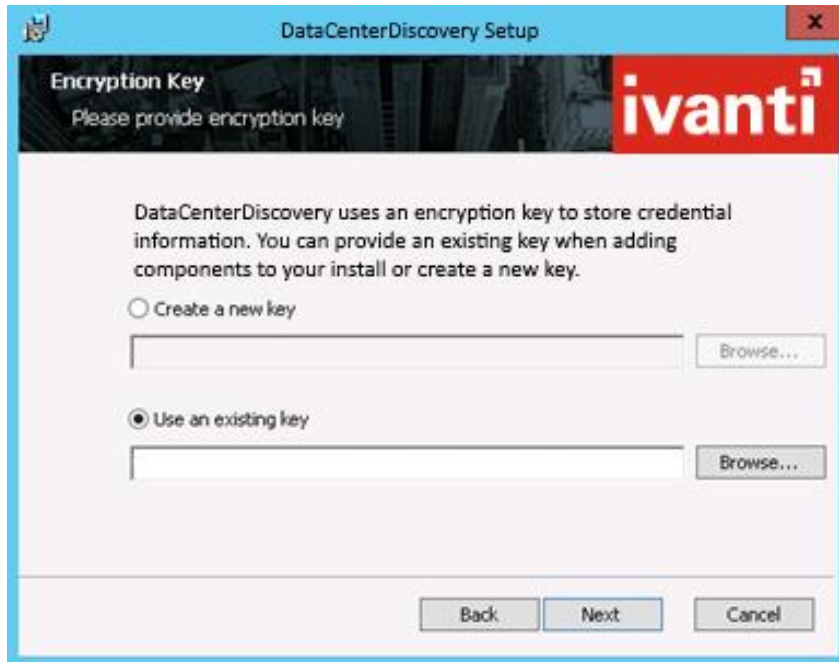 DataCenterDiscovery Setup
x
Encryption Key
Please provide encryption key
ivanti
DataCenterDiscovery uses an encryption key to store credential
information. You can provide an existing key when adding
components to your install or create a new key.
Create a new key
Browse...
Use an existing key
Browse...
Back Next Cancel